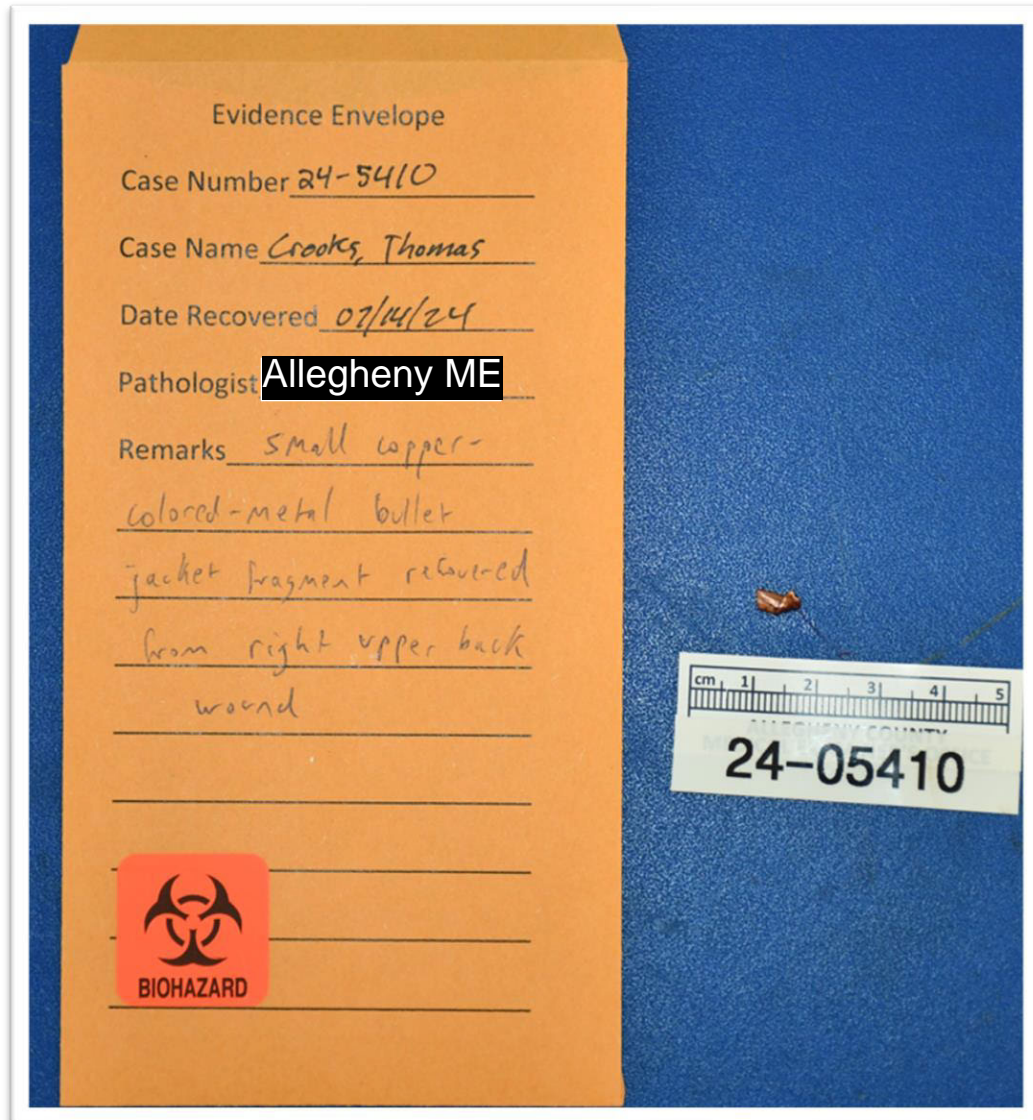 Evidence Envelope
Case Number 24-5410
Case Name Crooks, Thomas
Date Recovered 07/14/24
Pathologist Allegheny ME
Remarks small copper-
colored-metal bullet
jacket fragment recovered
from right upper back
wound
BIOHAZARD
cm 1 2 3 4 5
ALLEGHENY COUNTY
24-05410